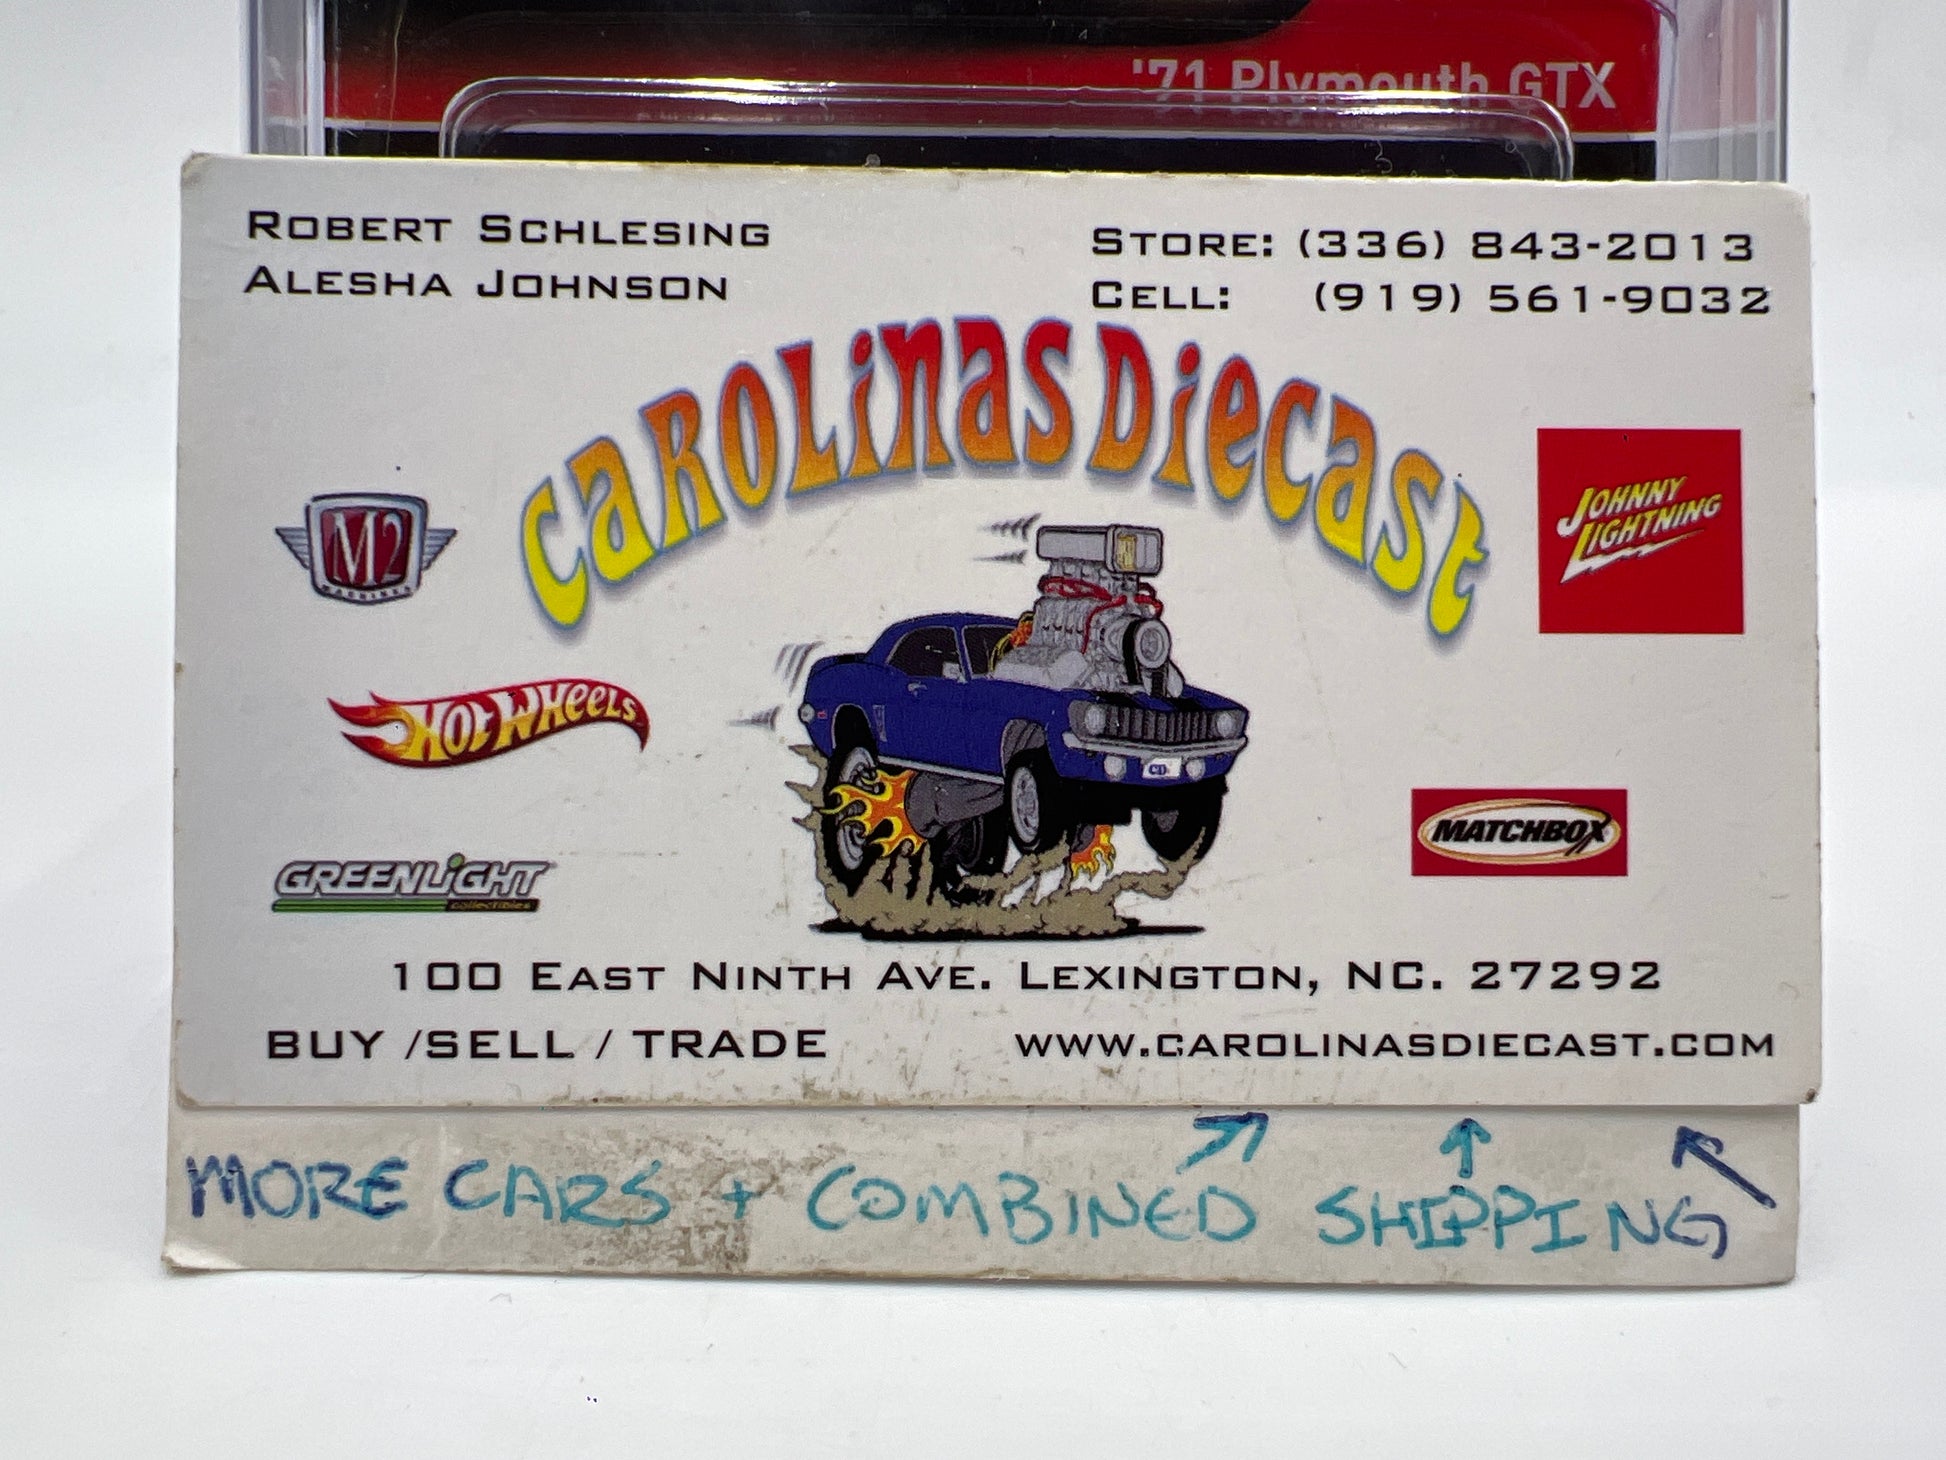 '71 Plymouth GTX
ROBERT SCHLESING
ALESHA JOHNSON
STORE: (336) 843-2013
CELL: (919) 561-9032
CAROLINAS DIECAST
M2
MACHINES
JOHNNY
LIGHTNING
HOT WHEELS
MATCHBOX
GREENLIGHT
collectibles
100 EAST NINTH AVE. LEXINGTON, NC. 27292
BUY /SELL / TRADE
WWW.CAROLINASDIECAST.COM
MORE CARS + COMBINED SHIPPING